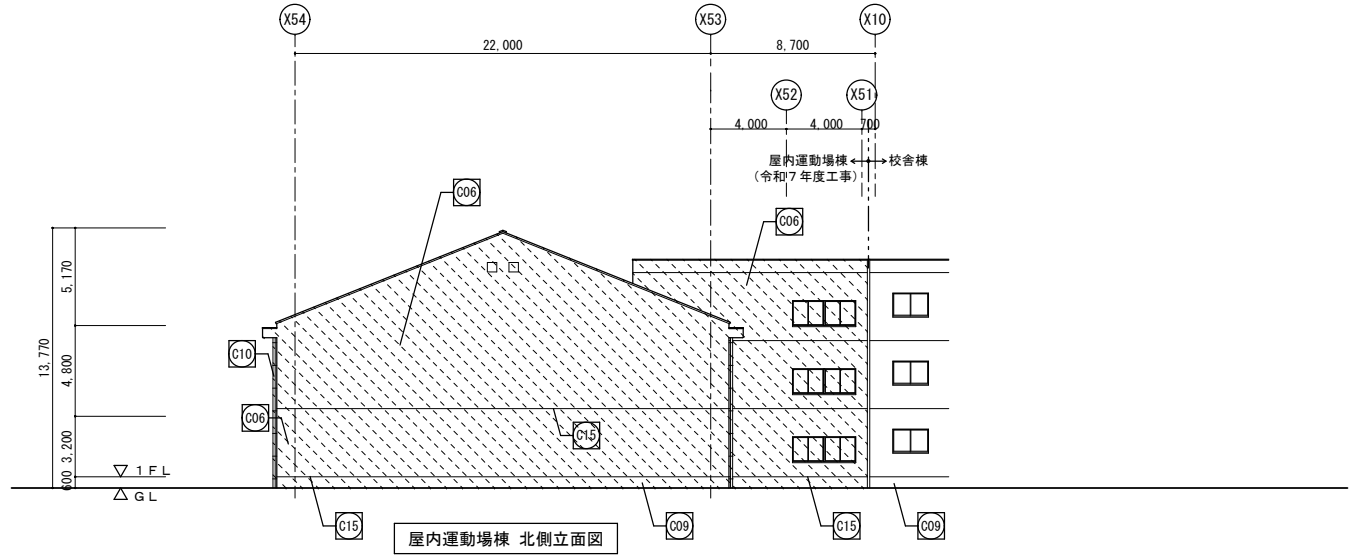 X54
X53
X10
22,000
8,700
X52
X51
4,000
4,000
700
屋内運動場棟
校舎棟
(令和7年度工事)
C06
C06
5,170
13,770
4,800
C10
C06
C15
3,200
600
1FL
GL
C15
C09
C15
C09
屋内運動場棟 北側立面図